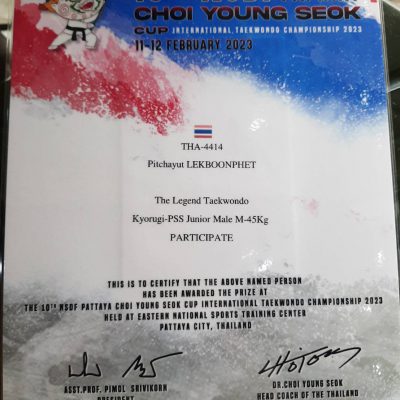 CHOI YOUNG SEOK
CUP INTERNATIONAL TAEKWONDO CHAMPIONSHIP 2023
11-12 FEBRUARY 2023
THA-4414
Pitchayut LEKBOONPHET
The Legend Taekwondo
Kyorugi-PSS Junior Male M-45Kg
PARTICIPATE
THIS IS TO CERTIFY THAT THE ABOVE NAMED PERSON
HAS BEEN AWARDED THE PRIZE AT
THE 10TH NSDF PATTAYA CHOI YOUNG SEOK CUP INTERNATIONAL TAEKWONDO CHAMPIONSHIP 2023
HELD AT EASTERN NATIONAL SPORTS TRAINING CENTER
PATTAYA CITY, THAILAND
ASST.PROF. PIMOL SRIVIKORN
PRESIDENT
DR.CHOI YOUNG SEOK
HEAD COACH OF THE THAILAND